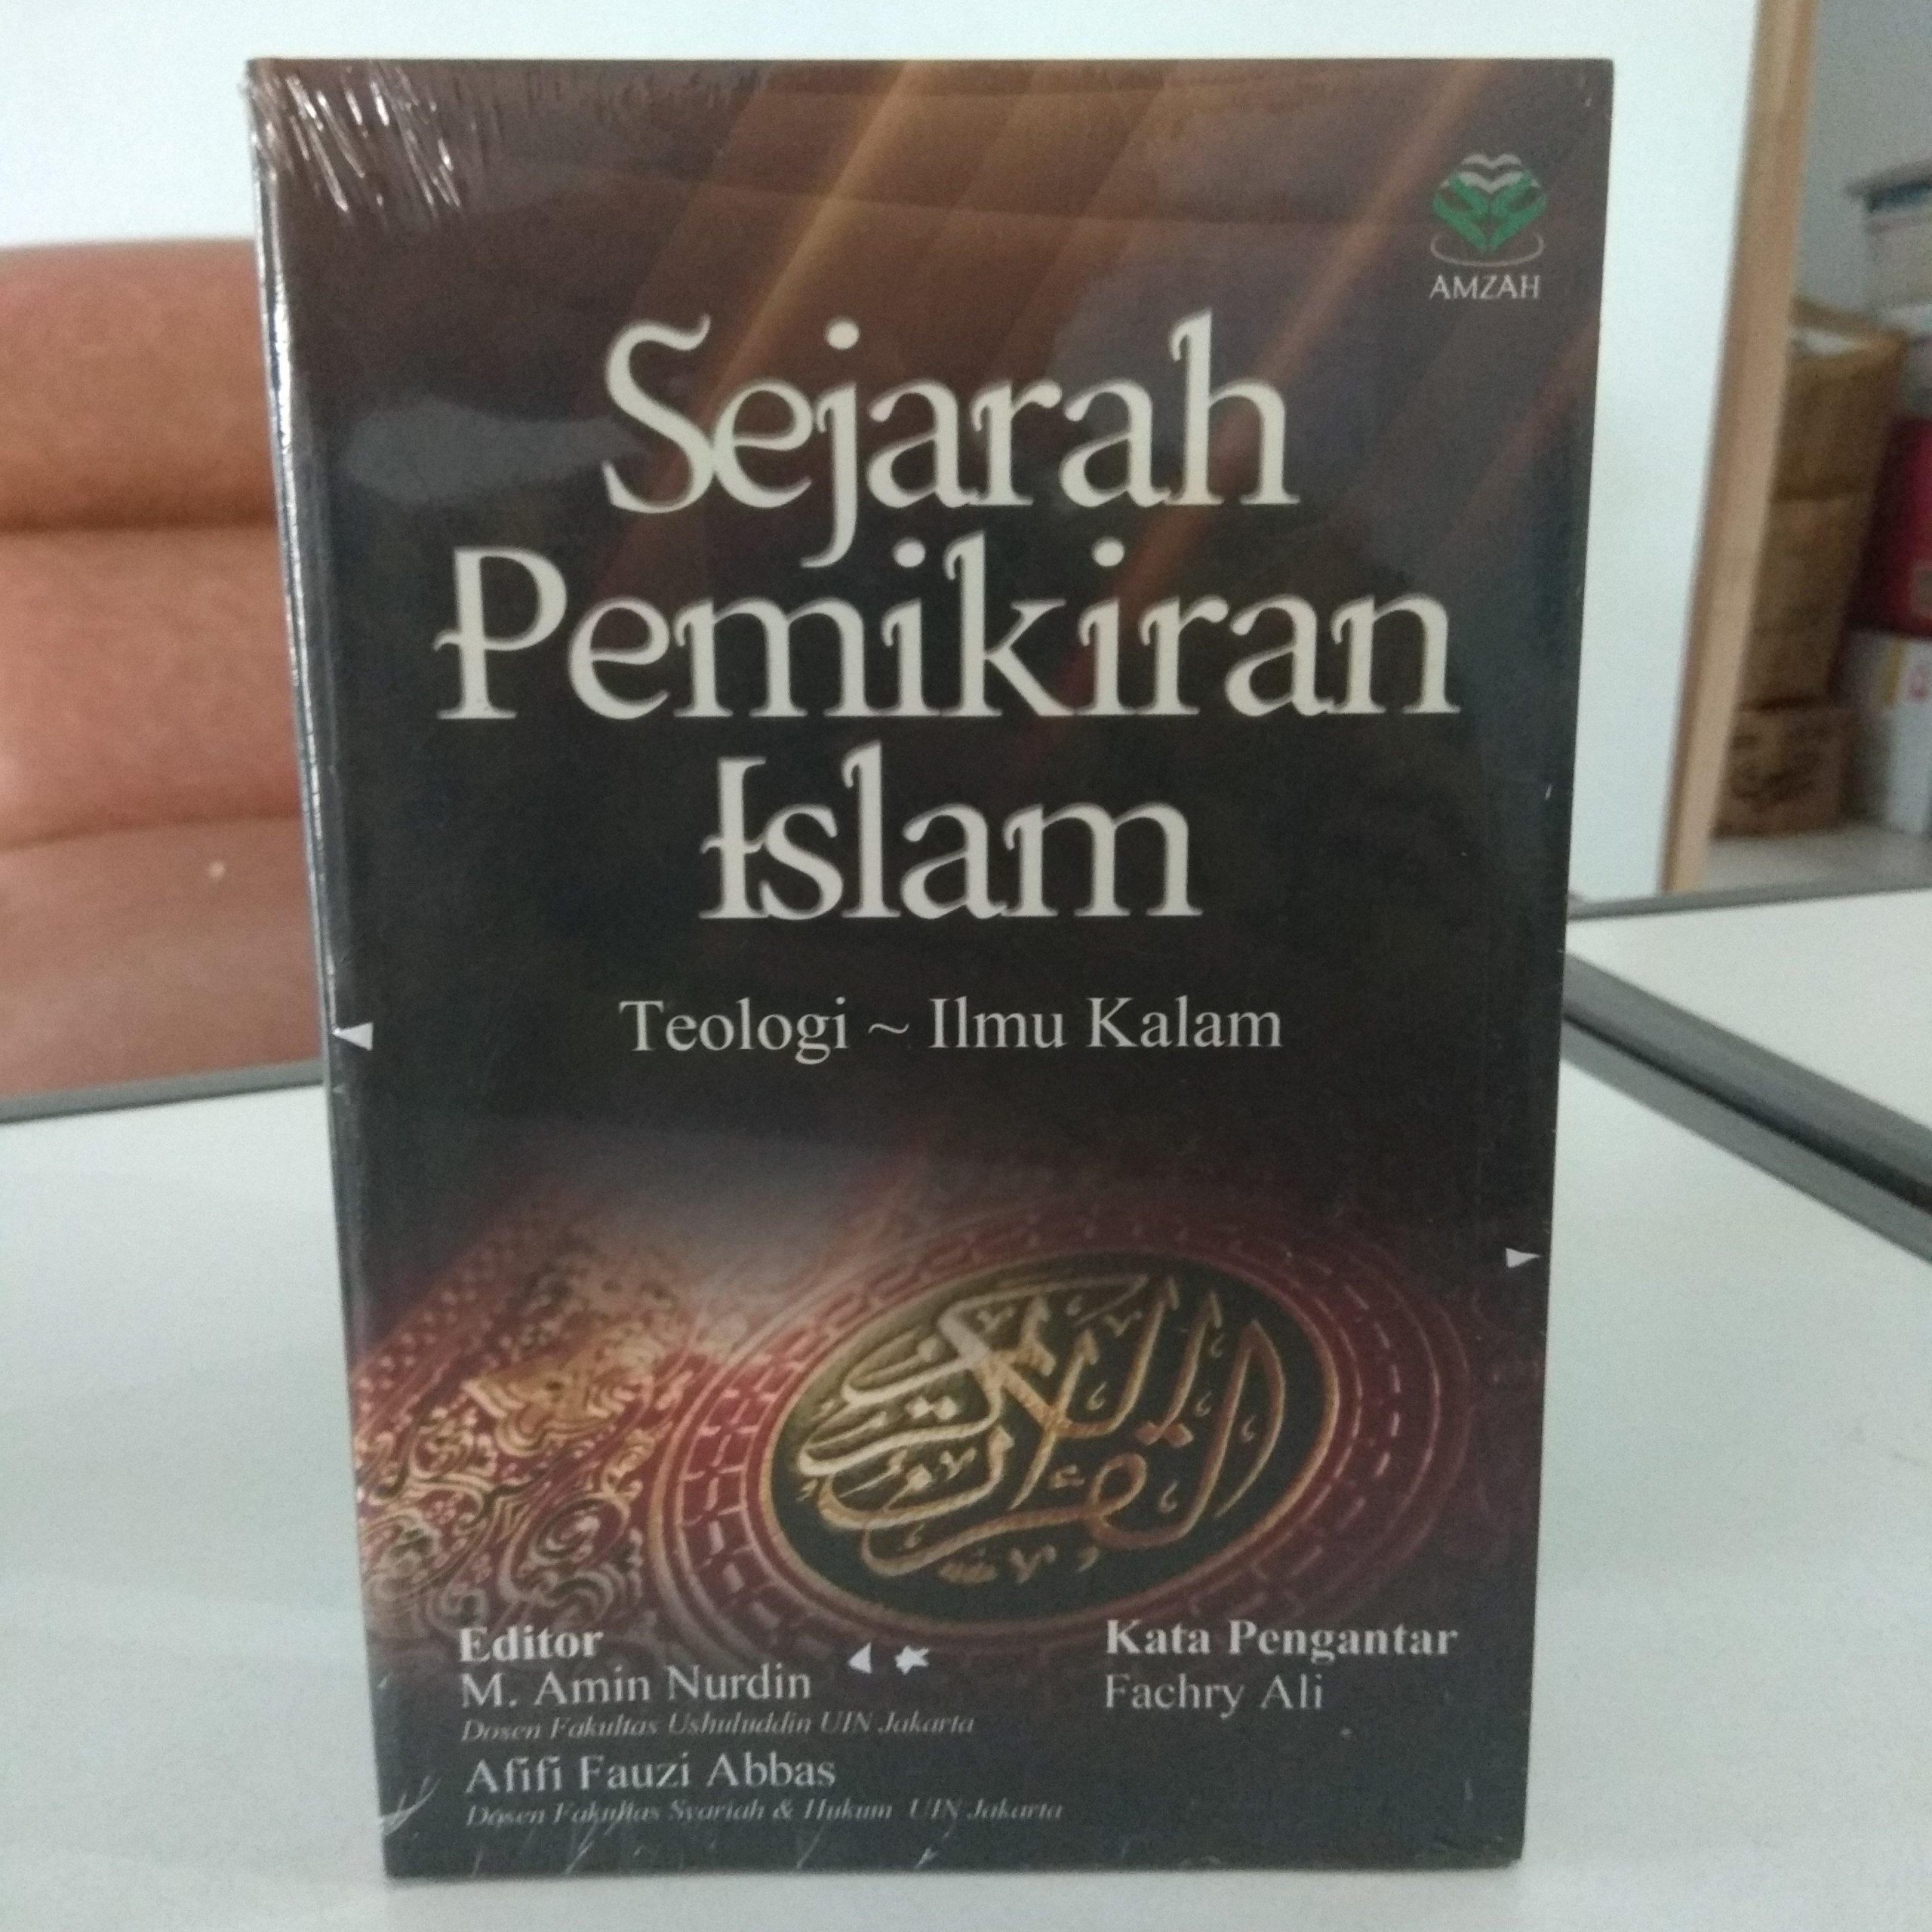 AMZAH
Sejarah
Pemikiran
Islam
Teologi ~ Ilmu Kalam
القرآن الكريم
Editor
M. Amin Nurdin
Dosen Fakultas Ushuluddin UIN Jakarta
Afifi Fauzi Abbas
Dosen Fakultas Syariah & Hukum UIN Jakarta
Kata Pengantar
Fachry Ali